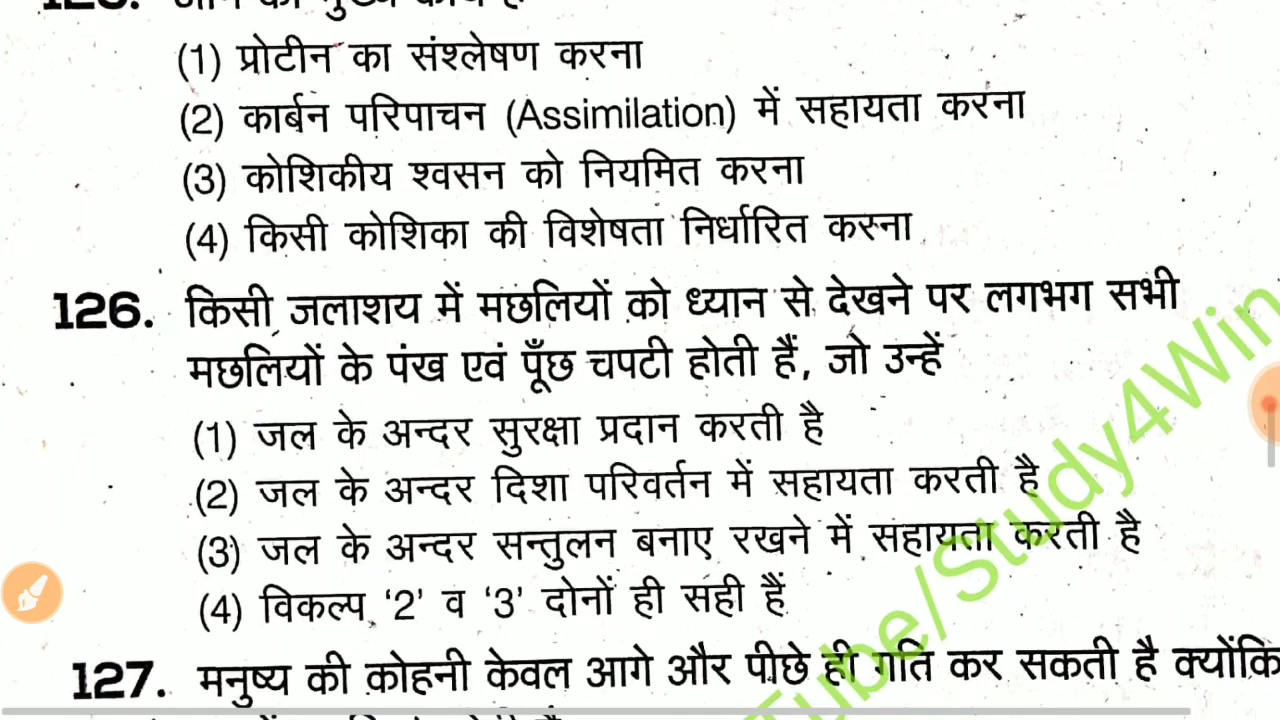 (1) प्रोटीन का संश्लेषण करना
(2) कार्बन परिपाचन (Assimilation) में सहायता करना
(3) कोशिकीय श्वसन को नियमित करना
(4) किसी कोशिका की विशेषता निर्धारित करना
126. किसी जलाशय में मछलियों को ध्यान से देखने पर लगभग सभी
मछलियों के पंख एवं पूँछ चपटी होती हैं, जो उन्हें
(1) जल के अन्दर सुरक्षा प्रदान करती है
(2) जल के अन्दर दिशा परिवर्तन में सहायता करती है
(3) जल के अन्दर सन्तुलन बनाए रखने में सहायता करती है
(4) विकल्प '2' व '3' दोनों ही सही हैं
127. मनुष्य की कोहनी केवल आगे और पीछे ही गति कर सकती है क्योंकि
Tube/Study4Win